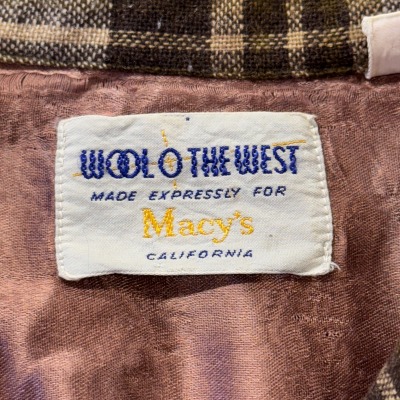 WOOL O THE WEST
MADE EXPRESSLY FOR
Macy's
CALIFORNIA